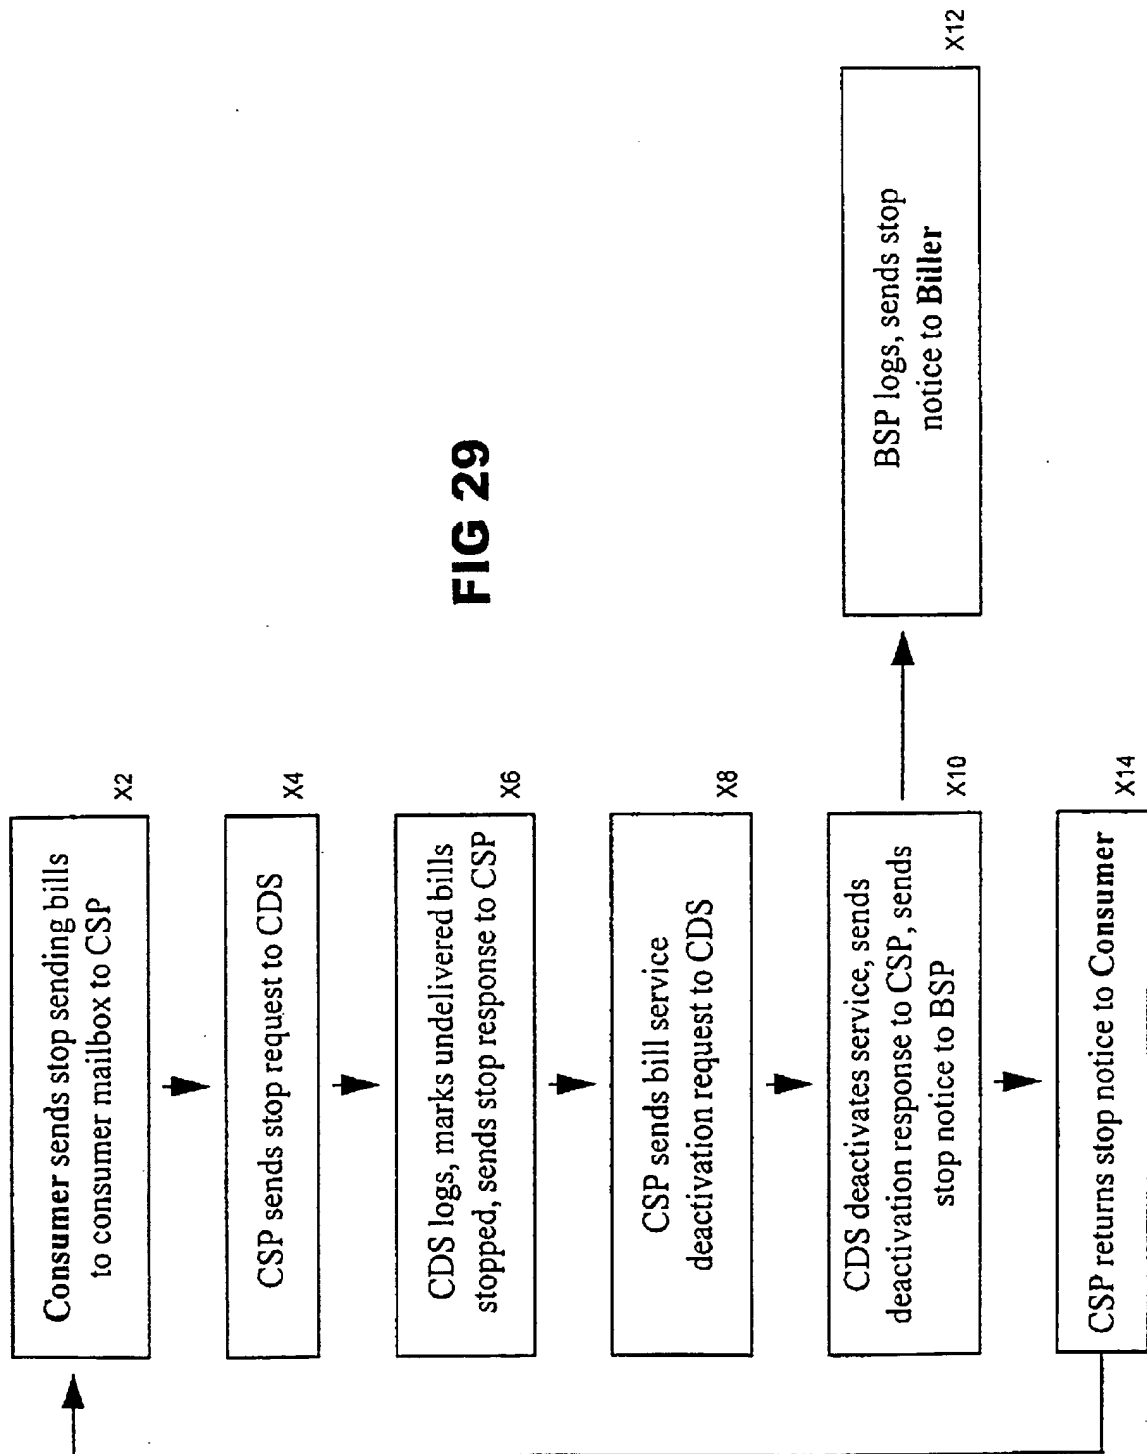 Consumer sends stop sending bills
to consumer mailbox to CSP
X2
CSP sends stop request to CDS
X4
CDS logs, marks undelivered bills
stopped, sends stop response to CSP
X6
CSP sends bill service
deactivation request to CDS
X8
CDS deactivates service, sends
deactivation response to CSP, sends
stop notice to BSP
X10
BSP logs, sends stop
notice to Biller
X12
CSP returns stop notice to Consumer
X14
FIG 29